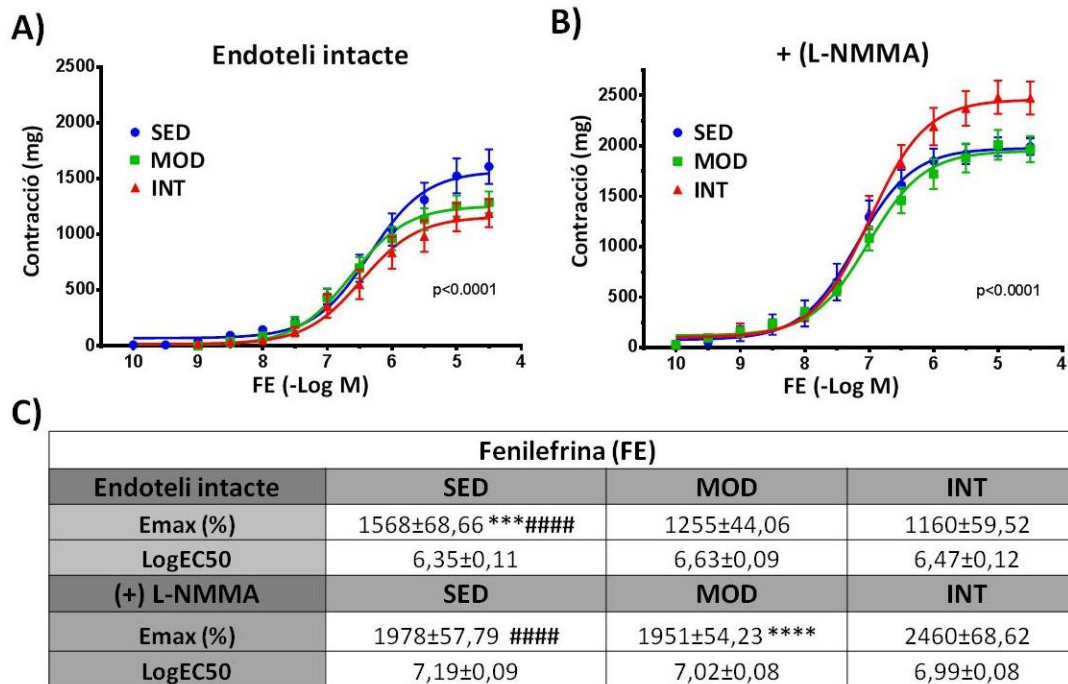 A)
Endoteli intacte
2500
2000
1500
1000
500
0
Contracció (mg)
SED
MOD
INT
p<0.0001
10 9 8 7 6 5 4
FE (-Log M)
B)
+ (L-NMMA)
2500
2000
1500
1000
500
0
Contracció (mg)
SED
MOD
INT
p<0.0001
10 9 8 7 6 5 4
FE (-Log M)
C)
Fenilefrina (FE)
Endoteli intacte SED MOD INT
Emax (%) 1568±68,66 ***#### 1255±44,06 1160±59,52
LogEC50 6,35±0,11 6,63±0,09 6,47±0,12
(+) L-NMMA SED MOD INT
Emax (%) 1978±57,79 #### 1951±54,23 **** 2460±68,62
LogEC50 7,19±0,09 7,02±0,08 6,99±0,08